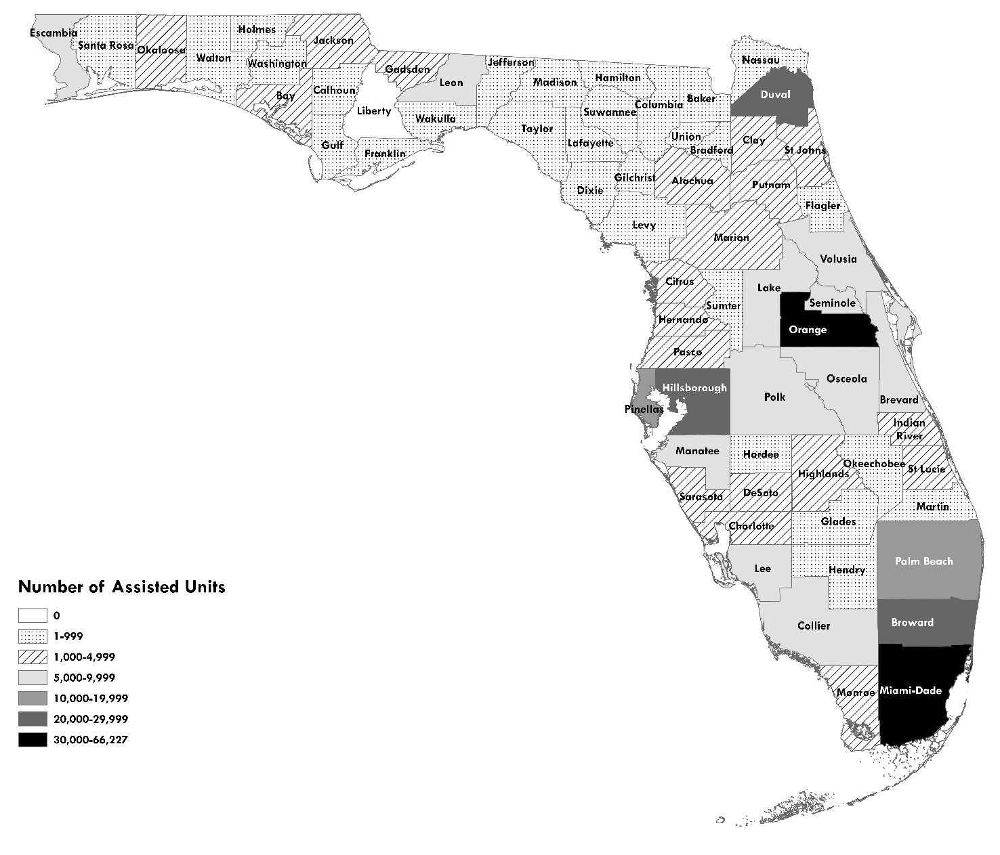 Escambia
Santa Rosa
Okaloosa
Walton
Holmes
Washington
Jackson
Bay
Calhoun
Gulf
Liberty
Franklin
Gadsden
Leon
Wakulla
Jefferson
Madison
Taylor
Hamilton
Suwannee
Lafayette
Dixie
Columbia
Gilchrist
Levy
Baker
Union
Bradford
Alachua
Nassau
Duval
Clay
St Johns
Putnam
Flagler
Marion
Volusia
Citrus
Sumter
Lake
Seminole
Orange
Hernando
Pasco
Pinellas
Hillsborough
Polk
Osceola
Brevard
Indian
River
Manatee
Hardee
Highlands
Okeechobee
St Lucie
Sarasota
DeSoto
Martin
Charlotte
Glades
Lee
Hendry
Palm Beach
Collier
Broward
Monroe
Miami-Dade
Number of Assisted Units
0
1-999
1,000-4,999
5,000-9,999
10,000-19,999
20,000-29,999
30,000-66,227